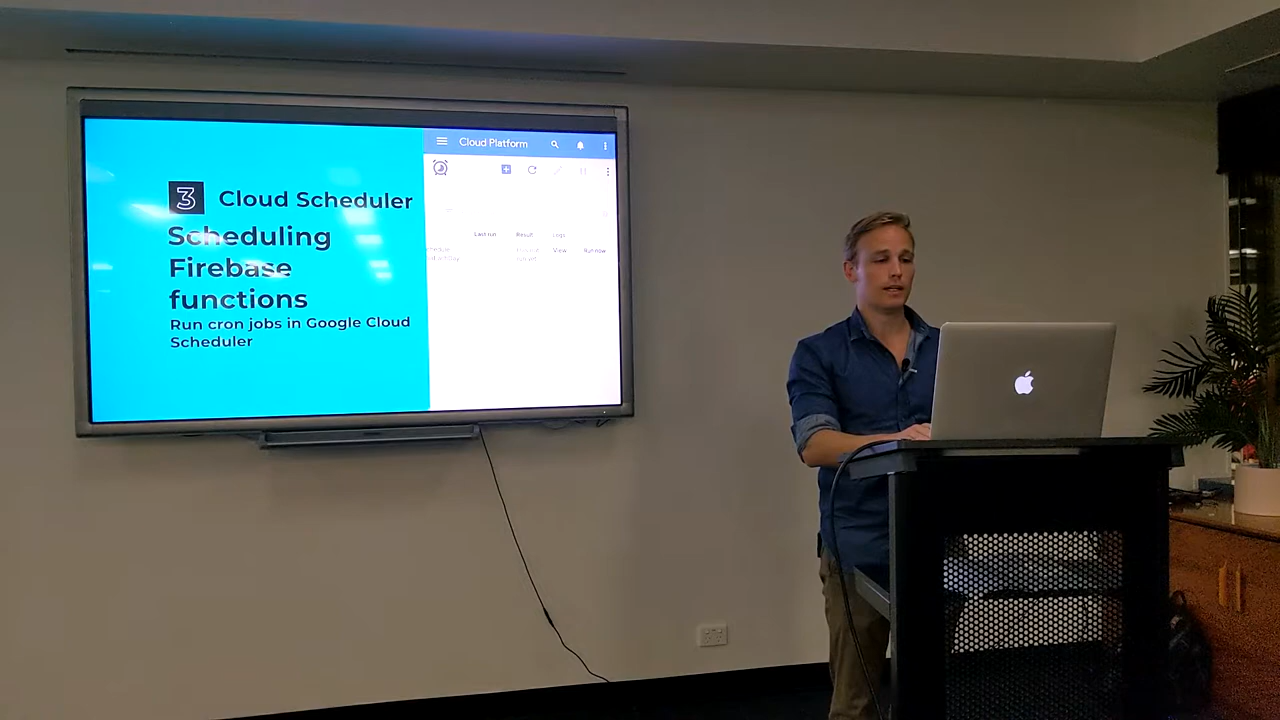 3 Cloud Scheduler
Scheduling
Firebase
functions
Run cron jobs in Google Cloud
Scheduler
Cloud Platform
Last run Result Logs
View Run now